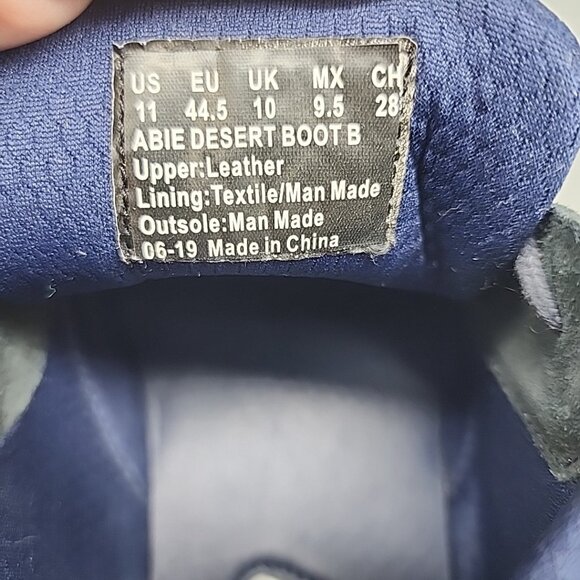 US EU UK MX CH
11 44.5 10 9.5 28
ABIE DESERT BOOT B
Upper:Leather
Lining:Textile/Man Made
Outsole:Man Made
06-19 Made in China